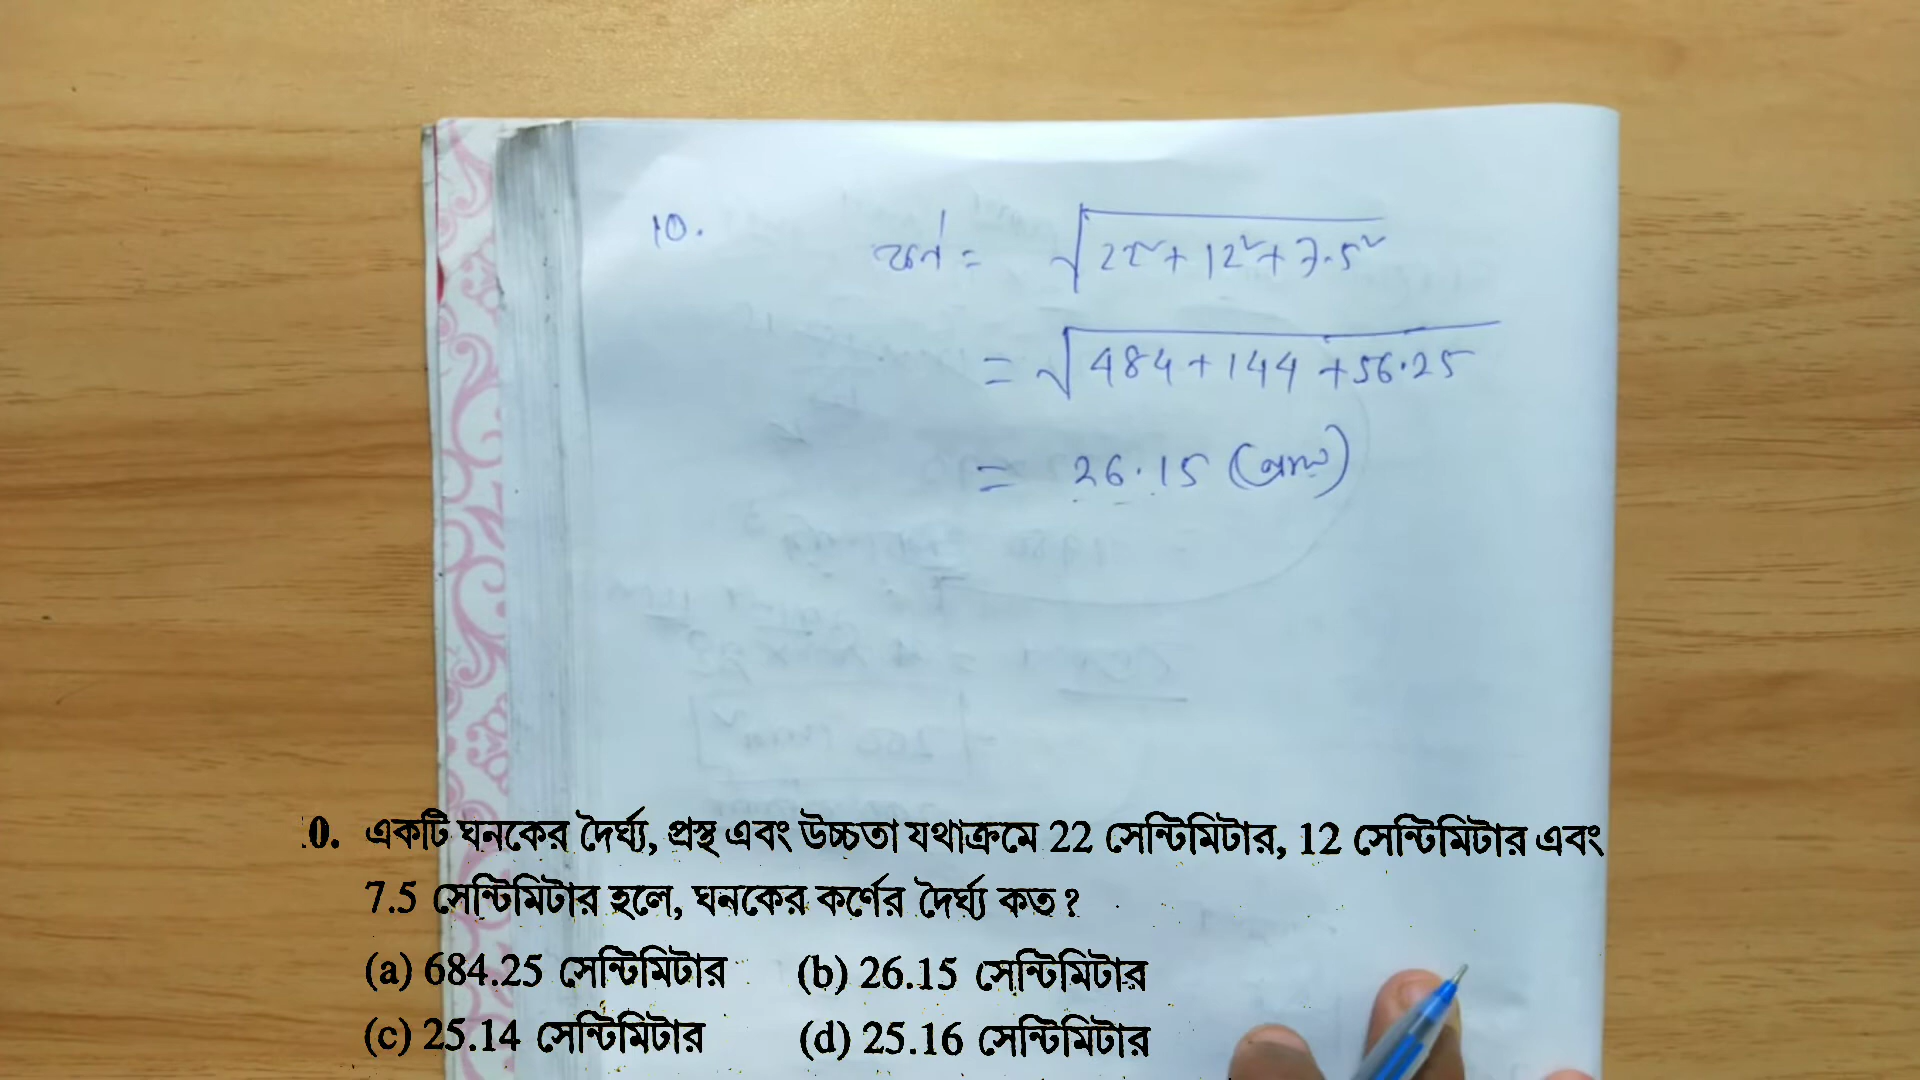 10.
কর্ণ = √22² + 12² + 7.5²
= √484 + 144 + 56.25
= 26.15 (প্রায়)
0. একটি ঘনকের দৈর্ঘ্য, প্রস্থ এবং উচ্চতা যথাক্রমে 22 সেন্টিমিটার, 12 সেন্টিমিটার এবং
7.5 সেন্টিমিটার হলে, ঘনকের কর্ণের দৈর্ঘ্য কত?
(a) 684.25 সেন্টিমিটার (b) 26.15 সেন্টিমিটার
(c) 25.14 সেন্টিমিটার (d) 25.16 সেন্টিমিটার